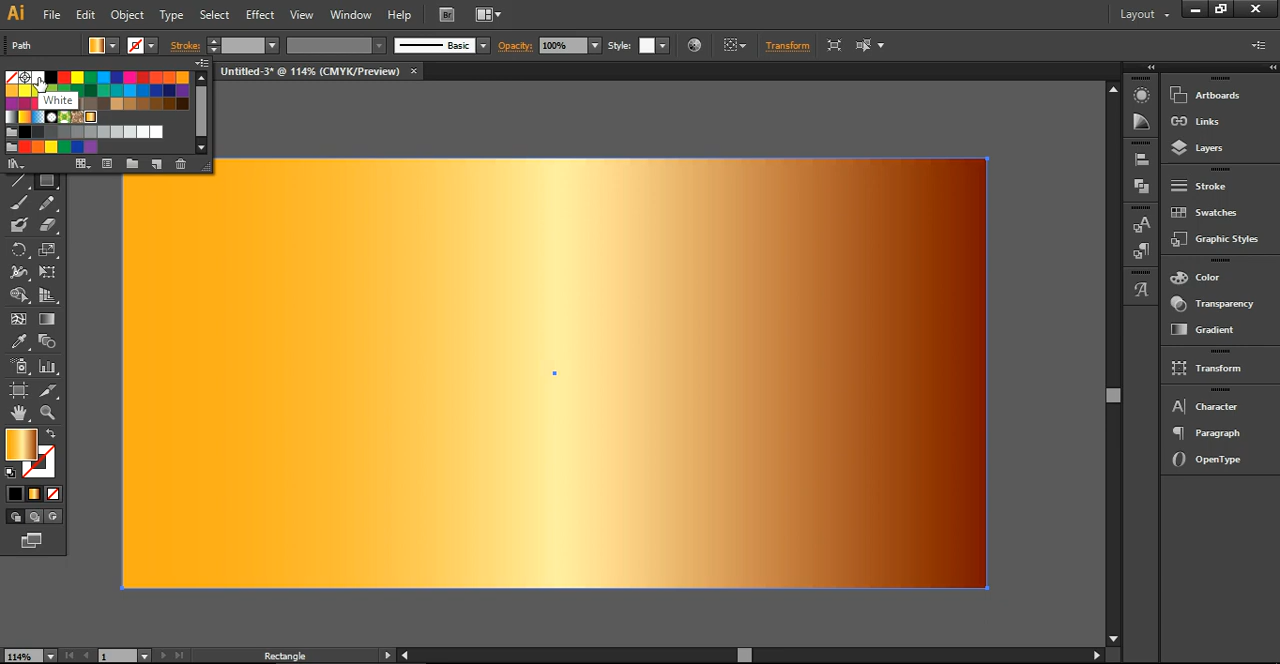 Ai File Edit Object Type Select Effect View Window Help Br Layout
Path Stroke: Basic Opacity: 100% Style: Transform
Untitled-3* @ 114% (CMYK/Preview) ×
White
Artboards
Links
Layers
Stroke
Swatches
Graphic Styles
Color
Transparency
Gradient
Transform
Character
Paragraph
OpenType
114% 1 Rectangle